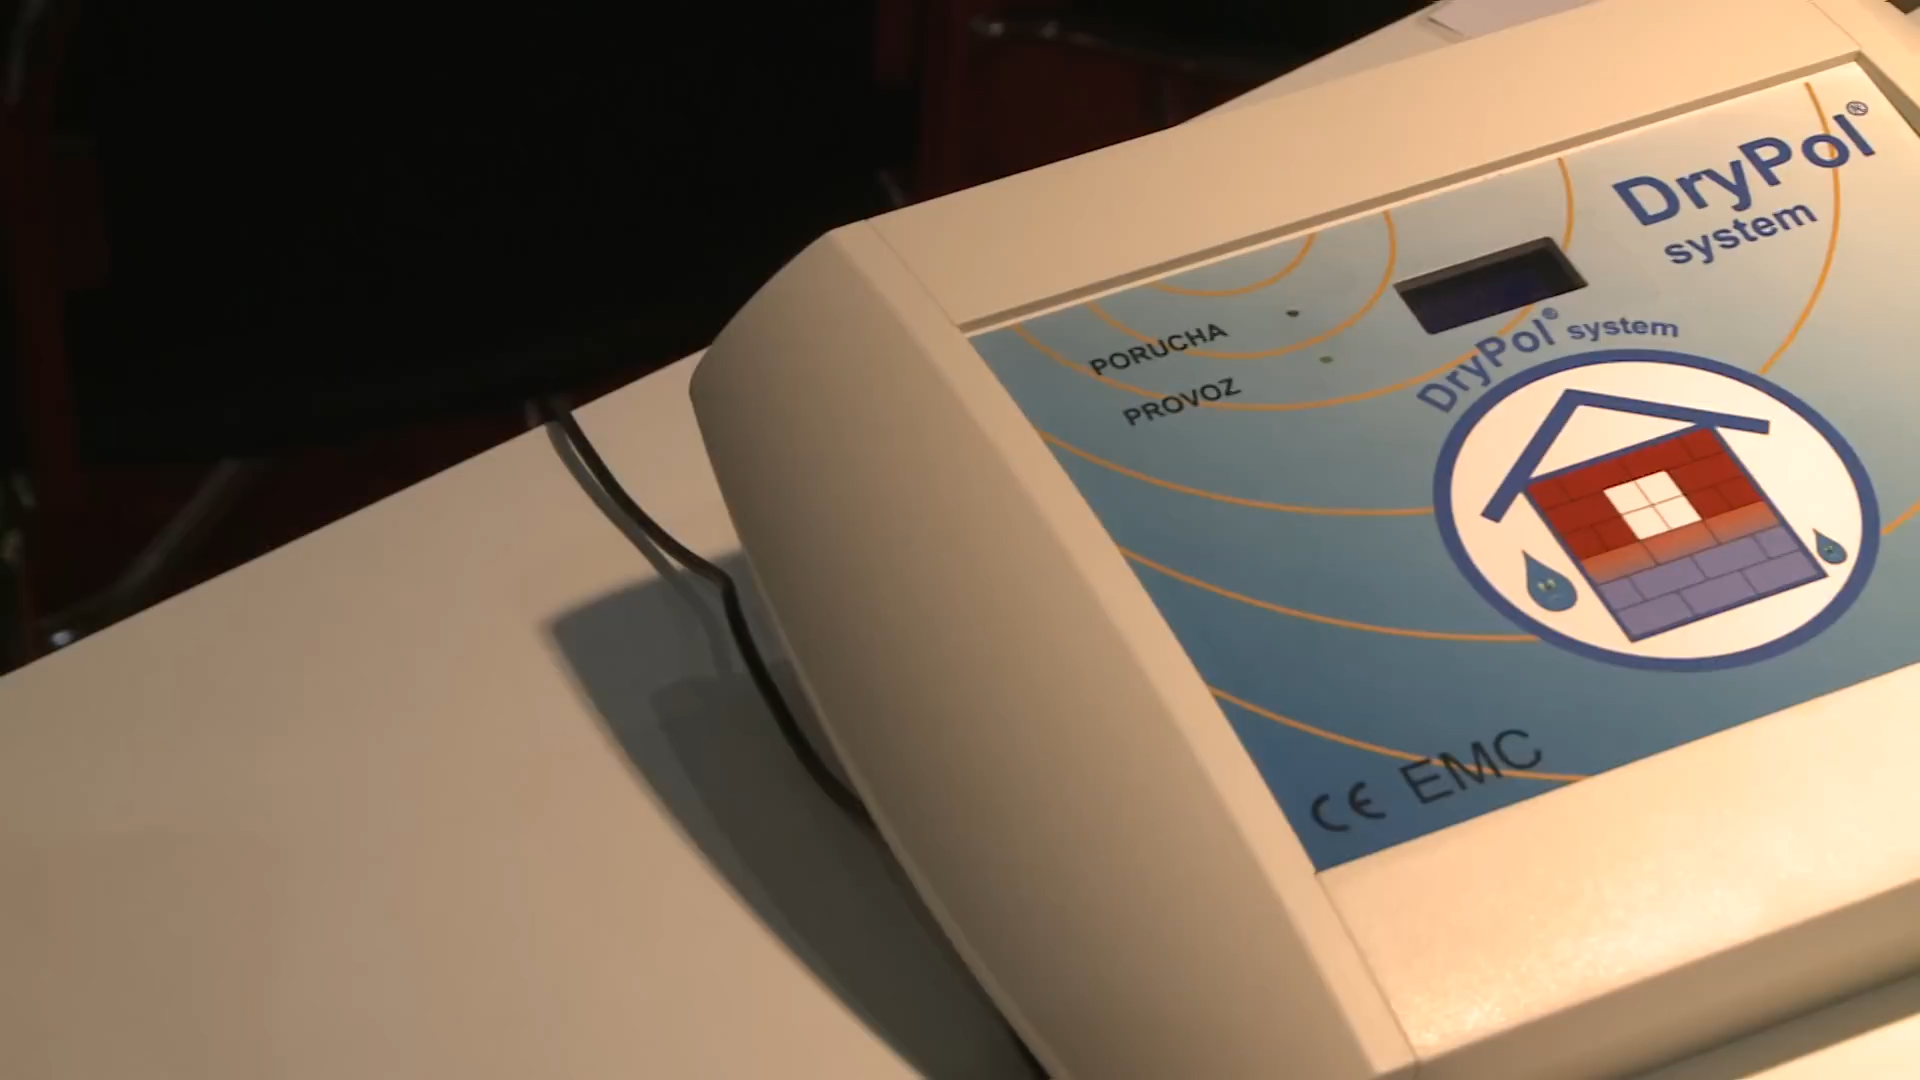 DryPol®
system
PORUCHA
PROVOZ
DryPol® system
CE EMC